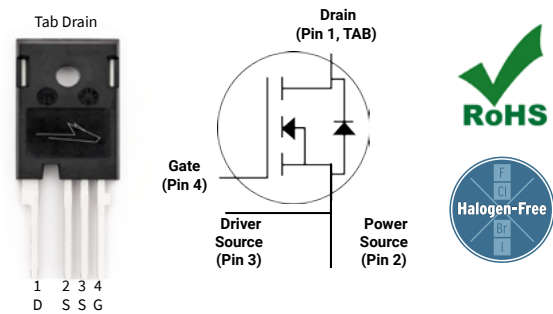 Tab Drain
Drain
(Pin 1, TAB)
Gate
(Pin 4)
Driver
Source
(Pin 3)
Power
Source
(Pin 2)
1 2 3 4
D S S G
RoHS
F
Cl
Halogen-Free
Br
I